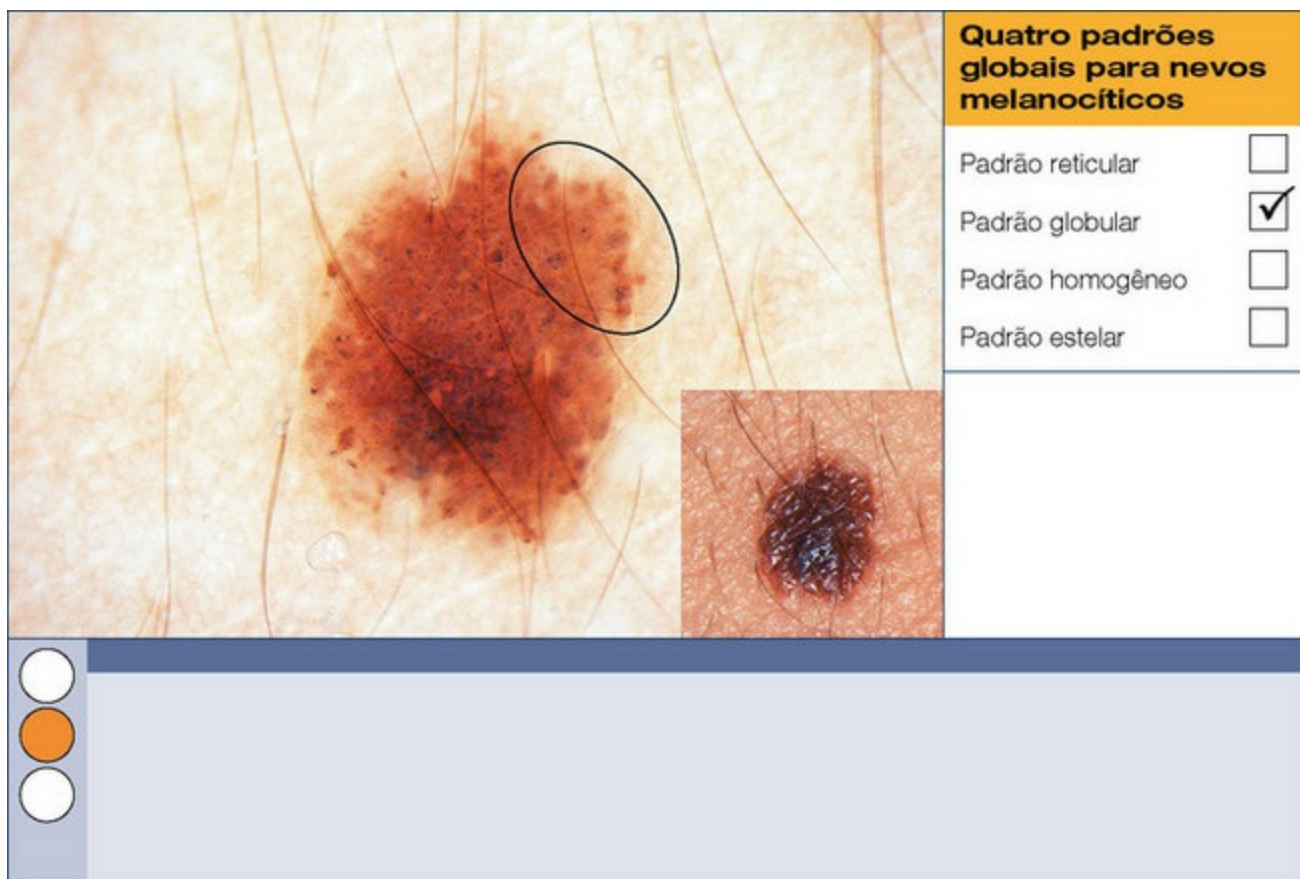 Quatro padrões
globais para nevos
melanocíticos
Padrão reticular
Padrão globular
Padrão homogêneo
Padrão estelar